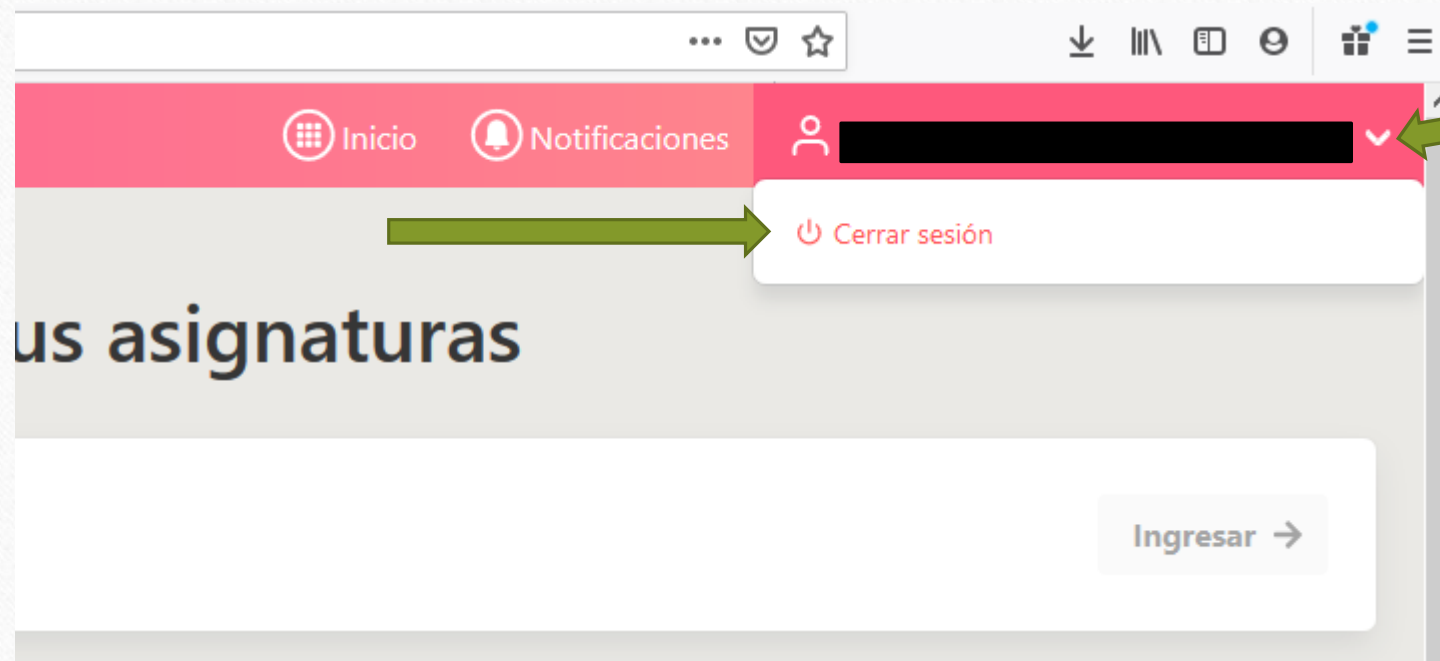 Inicio
Notificaciones
Cerrar sesión
us asignaturas
Ingresar